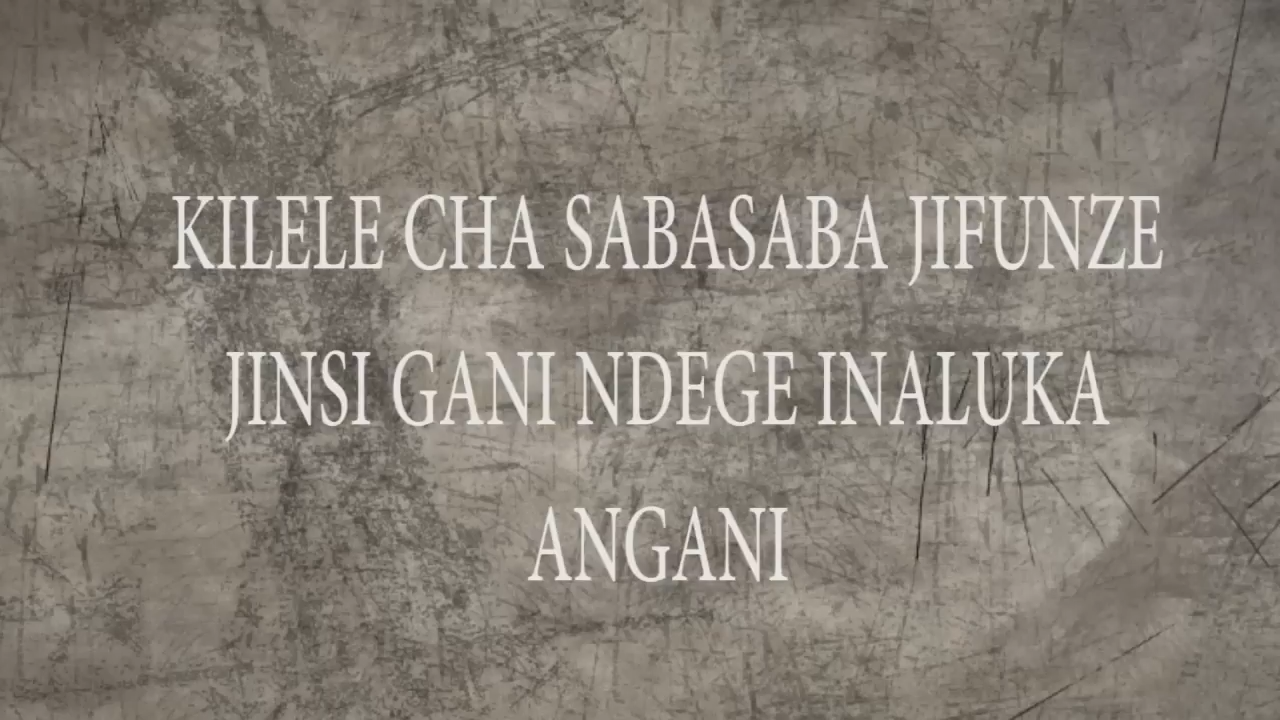 KILELE CHA SABASABA JIFUNZE
JINSI GANI NDEGE INALUKA
ANGANI